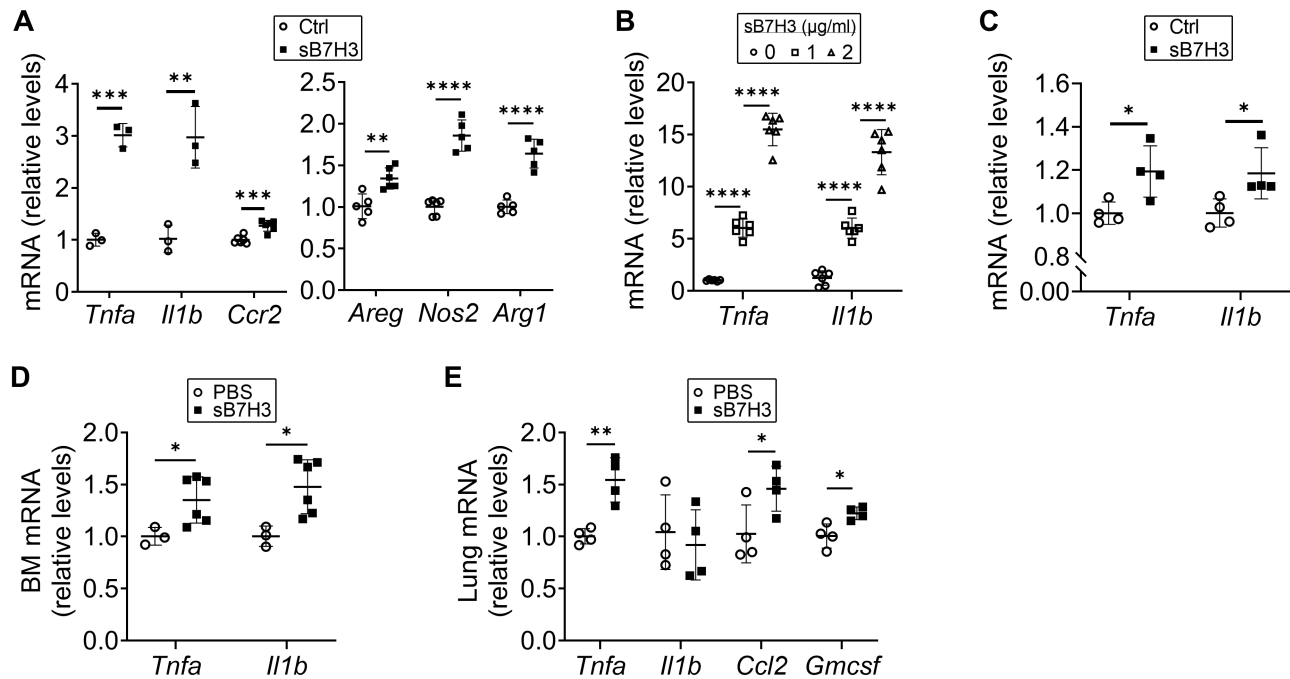 A
Ctrl
sB7H3
mRNA (relative levels)
4
3
2
1
0
*** ** ***
Tnfa Il1b Ccr2
2.5
2.0
1.5
1.0
0.5
0.0
** **** ****
Areg Nos2 Arg1
B
sB7H3 (µg/ml)
0 1 2
mRNA (relative levels)
20
15
10
5
0
**** ****
**** ****
Tnfa Il1b
C
Ctrl
sB7H3
mRNA (relative levels)
1.6
1.4
1.2
1.0
0.8
0.00
* *
Tnfa Il1b
D
PBS
sB7H3
BM mRNA
(relative levels)
2.0
1.5
1.0
0.5
0.0
* *
Tnfa Il1b
E
PBS
sB7H3
Lung mRNA
(relative levels)
2.0
1.5
1.0
0.5
0.0
** * *
Tnfa Il1b Ccl2 Gmcsf